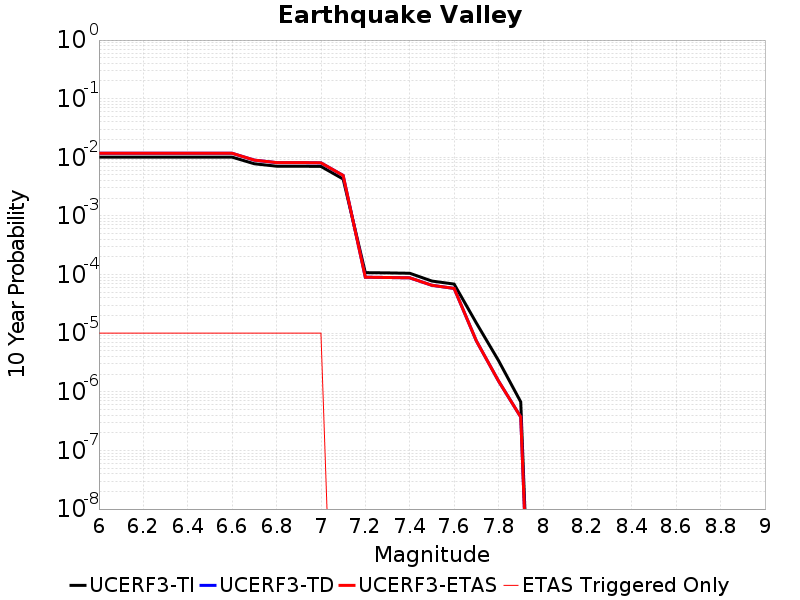 Earthquake Valley
10^0
10^-1
10^-2
10^-3
10^-4
10^-5
10^-6
10^-7
10^-8
10 Year Probability
6 6.2 6.4 6.6 6.8 7 7.2 7.4 7.6 7.8 8 8.2 8.4 8.6 8.8 9
Magnitude
UCERF3-TI UCERF3-TD UCERF3-ETAS ETAS Triggered Only